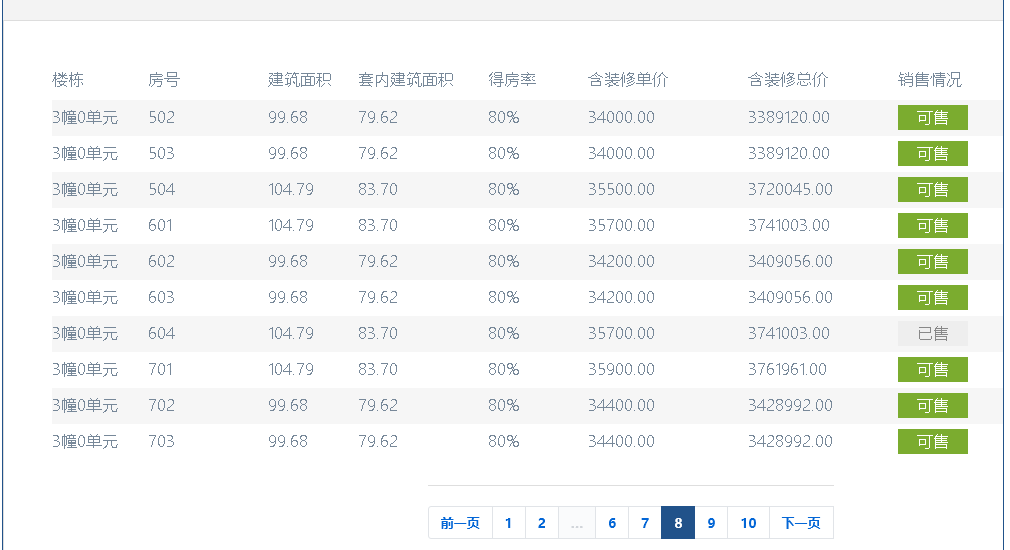 楼栋 房号 建筑面积 套内建筑面积 得房率 含装修单价 含装修总价 销售情况
3幢0单元 502 99.68 79.62 80% 34000.00 3389120.00 可售
3幢0单元 503 99.68 79.62 80% 34000.00 3389120.00 可售
3幢0单元 504 104.79 83.70 80% 35500.00 3720045.00 可售
3幢0单元 601 104.79 83.70 80% 35700.00 3741003.00 可售
3幢0单元 602 99.68 79.62 80% 34200.00 3409056.00 可售
3幢0单元 603 99.68 79.62 80% 34200.00 3409056.00 可售
3幢0单元 604 104.79 83.70 80% 35700.00 3741003.00 已售
3幢0单元 701 104.79 83.70 80% 35900.00 3761961.00 可售
3幢0单元 702 99.68 79.62 80% 34400.00 3428992.00 可售
3幢0单元 703 99.68 79.62 80% 34400.00 3428992.00 可售
前一页 1 2 ... 6 7 8 9 10 下一页